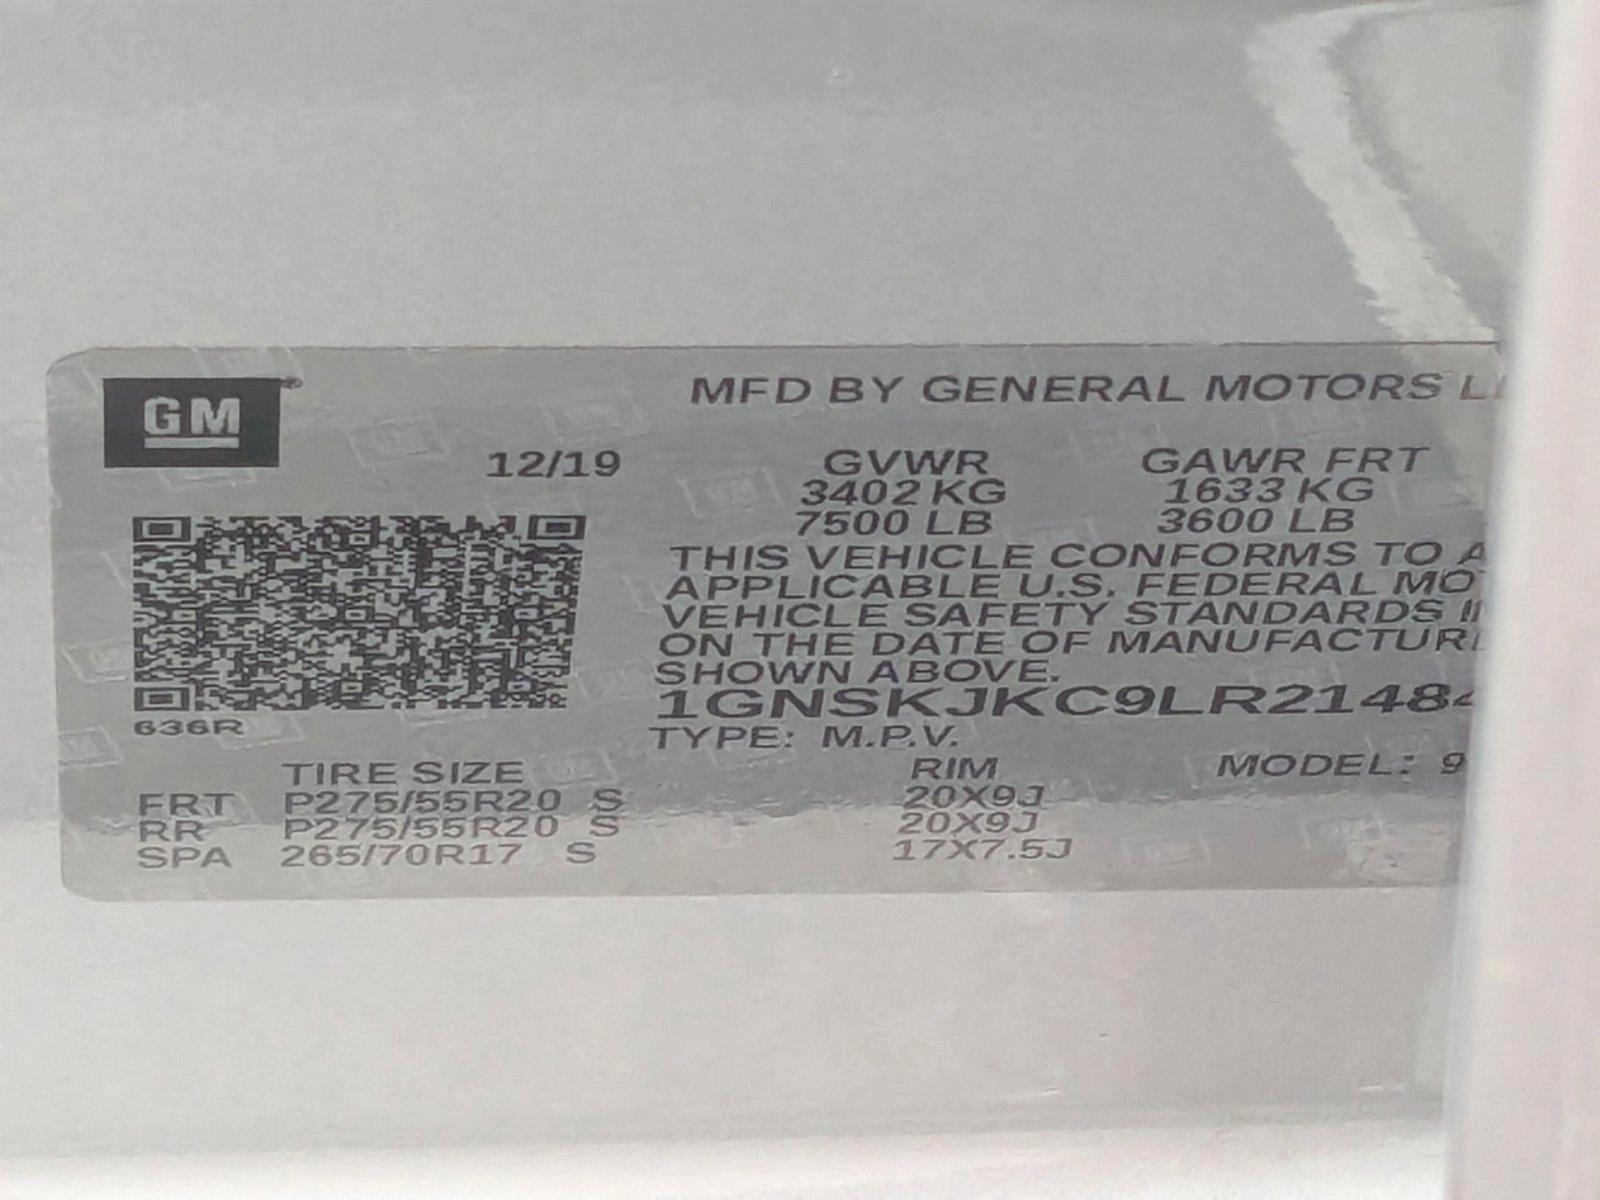 GM
MFD BY GENERAL MOTORS
12/19
GVWR GAWR FRT
3402 KG 1633 KG
7500 LB 3600 LB
THIS VEHICLE CONFORMS TO
APPLICABLE U.S. FEDERAL
VEHICLE SAFETY STANDARDS
ON THE DATE OF
SHOWN ABOVE.
1GNSKJKC9LR2148
636R
TYPE: M.P.V.
TIRE SIZE RIM MODEL: 9
FRT P275/55R20 S 20X9J
RR P275/55R20 S 20X9J
SPA 265/70R17 S 17X7.5J